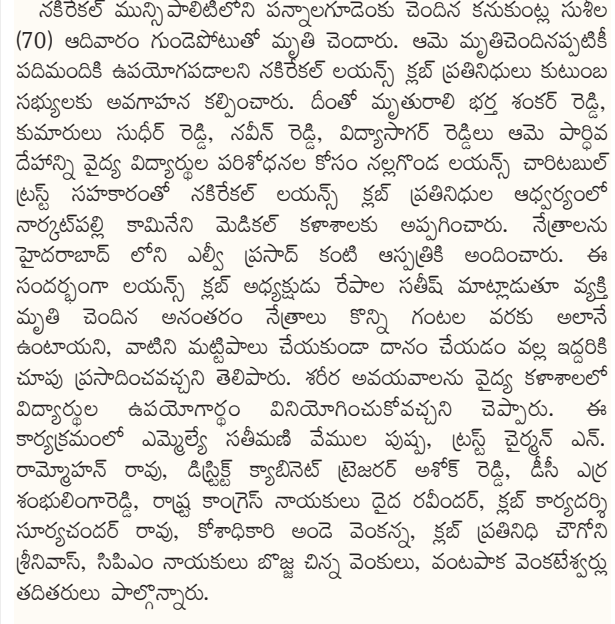 నకిరేకల్ మున్సిపాలిటీలోని పన్నాలగూడెంకు చెందిన కనుకుంట్ల సుశీల
(70) ఆదివారం గుండెపోటుతో మృతి చెందారు. ఆమె మృతిచెందినప్పటికీ
పదిమందికి ఉపయోగపడాలని నకిరేకల్ లయన్స్ క్లబ్ ప్రతినిధులు కుటుంబ
సభ్యులకు అవగాహన కల్పించారు. దీంతో మృతురాలి భర్త శంకర్ రెడ్డి,
కుమారులు సుధీర్ రెడ్డి, నవీన్ రెడ్డి, విద్యాసాగర్ రెడ్డిలు ఆమె పార్థివ
దేహాన్ని వైద్య విద్యార్థుల పరిశోధనల కోసం నల్లగొండ లయన్స్ చారిటబుల్
ట్రస్ట్ సహకారంతో నకిరేకల్ లయన్స్ క్లబ్ ప్రతినిధుల ఆధ్వర్యంలో
నార్కట్‌పల్లి కామినేని మెడికల్ కళాశాలకు అప్పగించారు. నేత్రాలను
హైదరాబాద్ లోని ఎల్వీ ప్రసాద్ కంటి ఆస్పత్రికి అందించారు. ఈ
సందర్భంగా లయన్స్ క్లబ్ అధ్యక్షుడు రేపాల సతీష్ మాట్లాడుతూ వ్యక్తి
మృతి చెందిన అనంతరం నేత్రాలు కొన్ని గంటల వరకు అలానే
ఉంటాయని, వాటిని మట్టిపాలు చేయకుండా దానం చేయడం వల్ల ఇద్దరికి
చూపు ప్రసాదించవచ్చని తెలిపారు. శరీర అవయవాలను వైద్య కళాశాలలో
విద్యార్థుల ఉపయోగార్థం వినియోగించుకోవచ్చని చెప్పారు. ఈ
కార్యక్రమంలో ఎమ్మెల్యే సతీమణి వేముల పుష్ప, ట్రస్ట్ చైర్మన్ ఎన్.
రామ్మోహన్ రావు, డిస్ట్రిక్ట్ క్యాబినెట్ ట్రెజరర్ అశోక్ రెడ్డి, డీసీ ఎర్ర
శంభులింగారెడ్డి, రాష్ట్ర కాంగ్రెస్ నాయకులు దైద రవీందర్, క్లబ్ కార్యదర్శి
సూర్యచందర్ రావు, కోశాధికారి అండె వెంకన్న, క్లబ్ ప్రతినిధి చౌగోని
శ్రీనివాస్, సిపిఎం నాయకులు బొజ్జ చిన్న వెంకులు, వంటపాక వెంకటేశ్వర్లు
తదితరులు పాల్గొన్నారు.